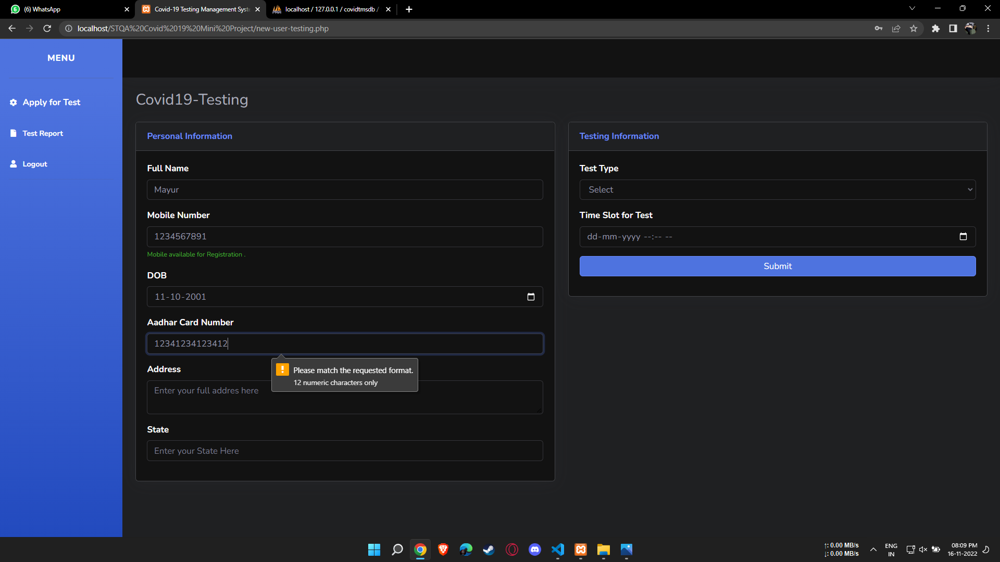 (6) WhatsApp
Covid-19 Testing Management Syste
localhost / 127.0.0.1 / covidtmsdb /
localhost/STQA%20Covid%2019%20Mini%20Project/new-user-testing.php
MENU
Apply for Test
Test Report
Logout
Covid19-Testing
Personal Information
Full Name
Mayur
Mobile Number
1234567891
Mobile available for Registration .
DOB
11-10-2001
Aadhar Card Number
12341234123412
Please match the requested format.
12 numeric characters only
Address
Enter your full addres here
State
Enter your State Here
Testing Information
Test Type
Select
Time Slot for Test
dd-mm-yyyy --:-- --
Submit
↑: 0.00 MB/s
↓: 0.00 MB/s
ENG
IN
08:09 PM
16-11-2022